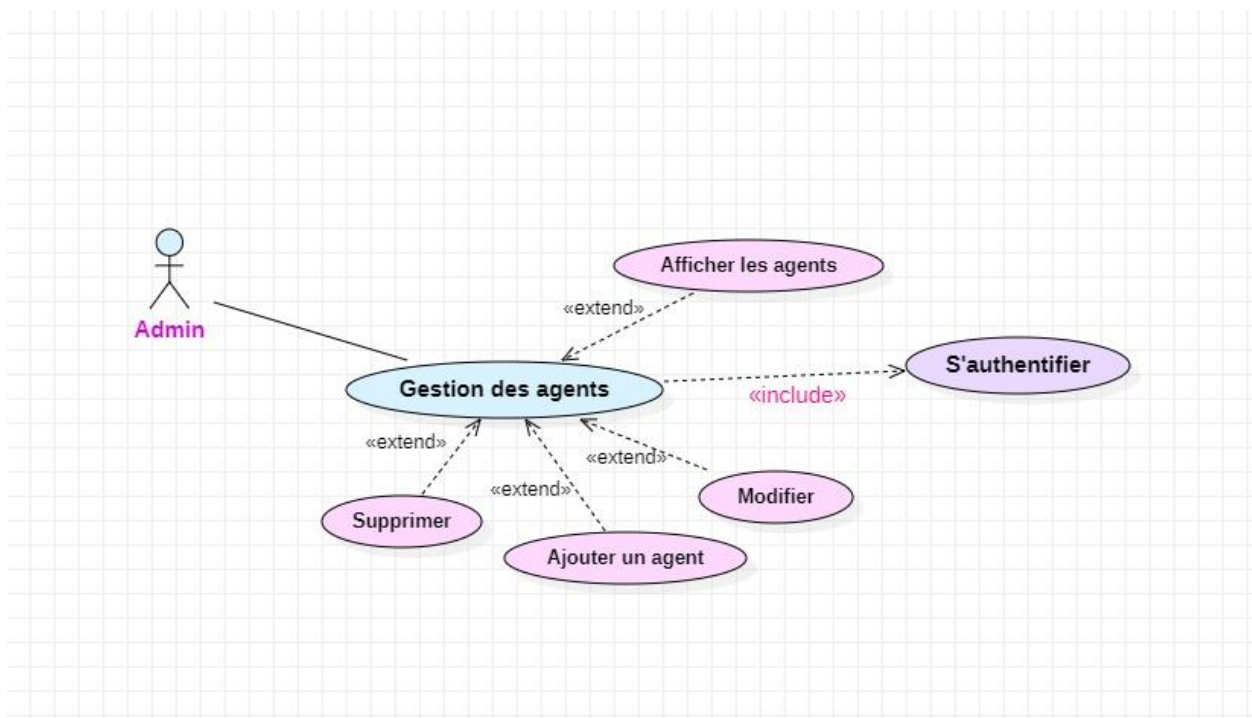 Admin
Afficher les agents
«extend»
Gestion des agents
S'authentifier
«include»
«extend»
«extend»
«extend»
Modifier
Supprimer
Ajouter un agent